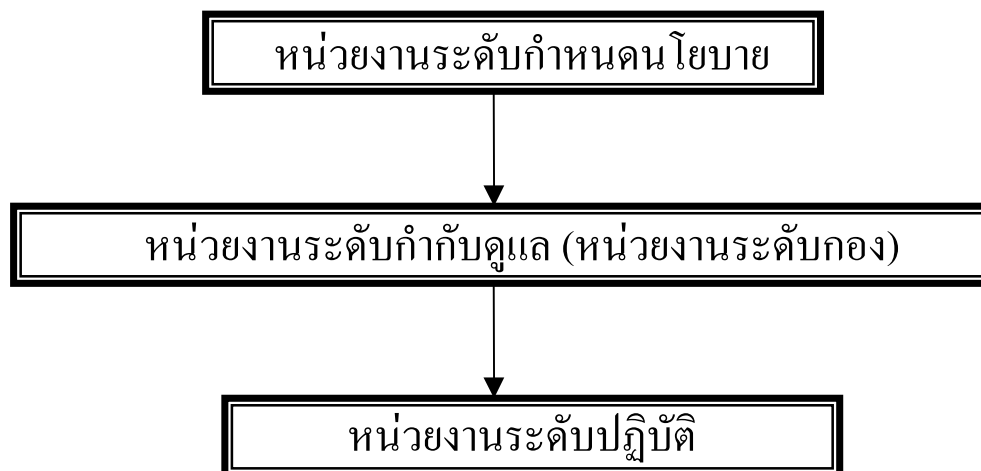 หน่วยงานระดับกำหนดนโยบาย
หน่วยงานระดับกำกับดูแล (หน่วยงานระดับกอง)
หน่วยงานระดับปฏิบัติ